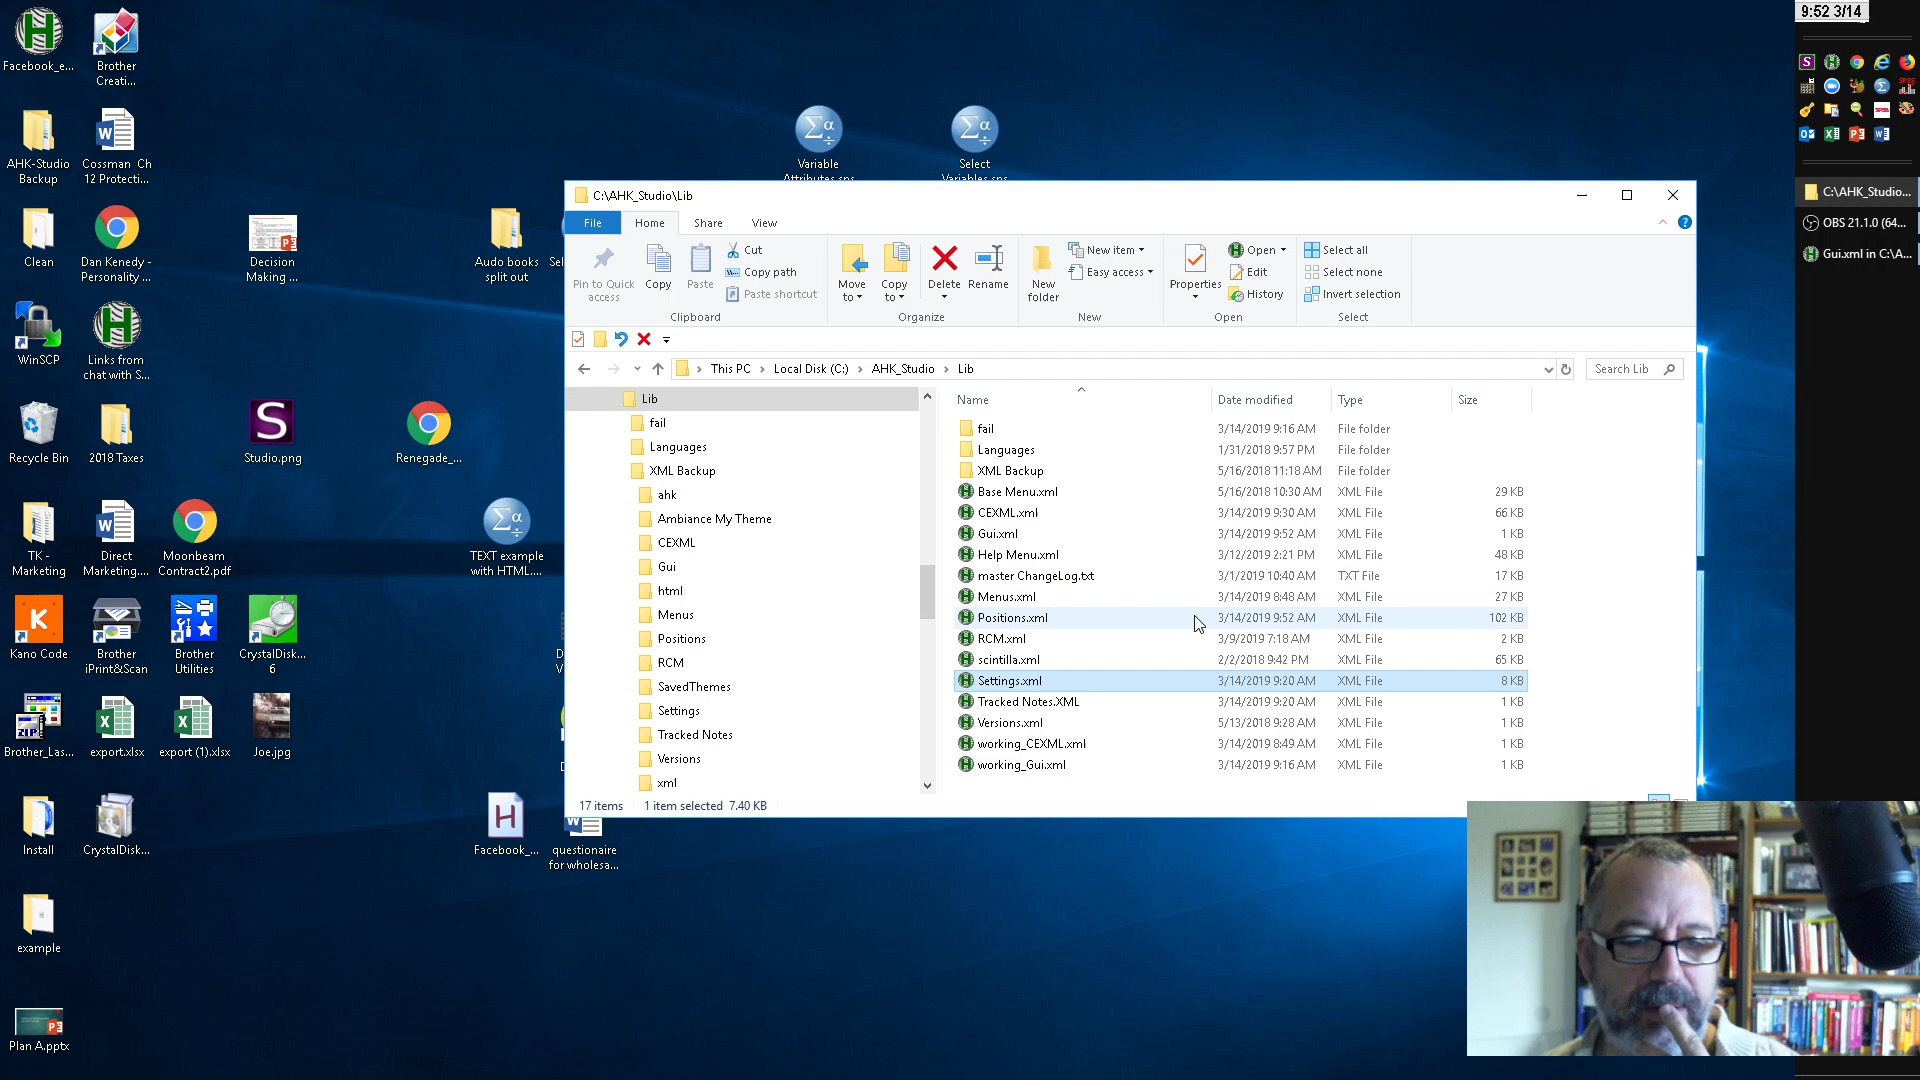 9:52 3/14
Facebook_e...
Brother
Creati...
AHK-Studio
Backup
Cossman_Ch
12 Protecti...
Variable
Attributes.sps
Select
Variables.sps
Clean
Dan Kenedy -
Personality ...
Decision
Making ...
Audo books
split out
WinSCP
Links from
chat with S...
Recycle Bin
2018 Taxes
Studio.png
Renegade_...
TK -
Marketing
Direct
Marketing....
Moonbeam
Contract2.pdf
TEXT example
with HTML....
Kano Code
Brother
iPrint&Scan
Brother
Utilities
CrystalDisk...
6
Brother_Las...
export.xlsx
export (1).xlsx
Joe.jpg
Install
CrystalDisk...
Facebook_...
questionaire
for wholesa...
example
Plan A.pptx
C:\AHK_Studio\Lib
File
Home
Share
View
Pin to Quick
access
Copy
Paste
Cut
Copy path
Paste shortcut
Clipboard
Move
to
Copy
to
Delete
Rename
Organize
New
folder
New item
Easy access
New
Properties
Open
Edit
History
Open
Select all
Select none
Invert selection
Select
This PC
Local Disk (C:)
AHK_Studio
Lib
Search Lib
Lib
fail
Languages
XML Backup
ahk
Ambiance My Theme
CEXML
Gui
html
Menus
Positions
RCM
SavedThemes
Settings
Tracked Notes
Versions
xml
Name Date modified Type Size
fail 3/14/2019 9:16 AM File folder
Languages 1/31/2018 9:57 PM File folder
XML Backup 5/16/2018 11:18 AM File folder
Base Menu.xml 5/16/2018 10:30 AM XML File 29 KB
CEXML.xml 3/14/2019 9:30 AM XML File 66 KB
Gui.xml 3/14/2019 9:52 AM XML File 1 KB
Help Menu.xml 3/12/2019 2:21 PM XML File 48 KB
master ChangeLog.txt 3/1/2019 10:40 AM TXT File 17 KB
Menus.xml 3/14/2019 8:48 AM XML File 27 KB
Positions.xml 3/14/2019 9:52 AM XML File 102 KB
RCM.xml 3/9/2019 7:18 AM XML File 2 KB
scintilla.xml 2/2/2018 9:42 PM XML File 65 KB
Settings.xml 3/14/2019 9:20 AM XML File 8 KB
Tracked Notes.XML 3/14/2019 9:20 AM XML File 1 KB
Versions.xml 5/13/2018 9:28 AM XML File 1 KB
working_CEXML.xml 3/14/2019 8:49 AM XML File 1 KB
working_Gui.xml 3/14/2019 9:16 AM XML File 1 KB
17 items 1 item selected 7.40 KB
C:\AHK_Studio...
OBS 21.1.0 (64...
Gui.xml in C:\A...